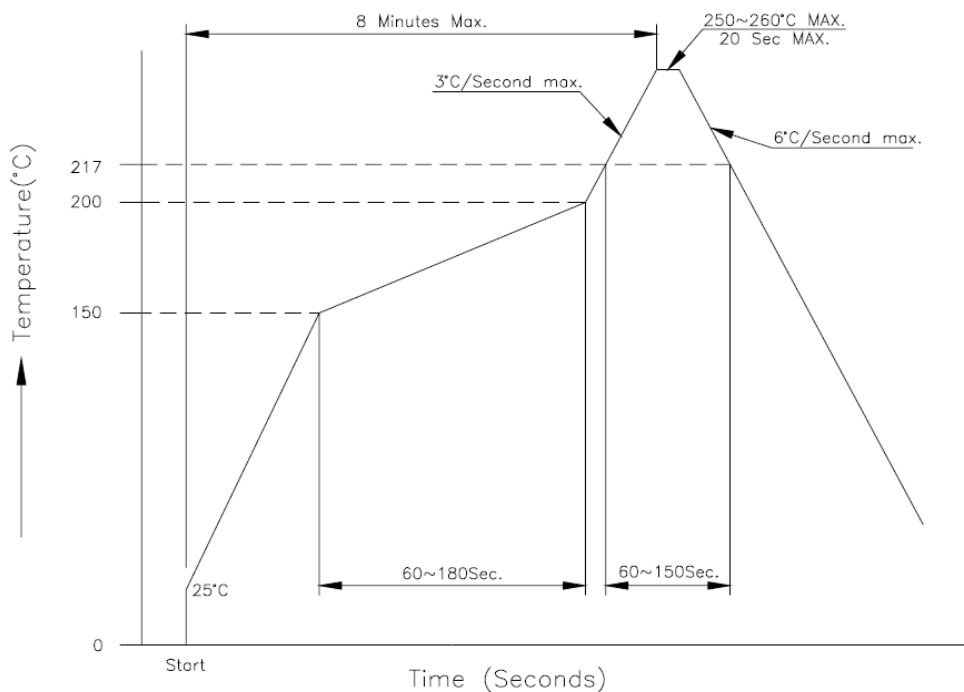 8 Minutes Max.
250~260°C MAX.
20 Sec MAX.
3°C/Second max.
6°C/Second max.
217
200
150
Temperature(°C)
60~180Sec.
60~150Sec.
25°C
0
Start
Time (Seconds)